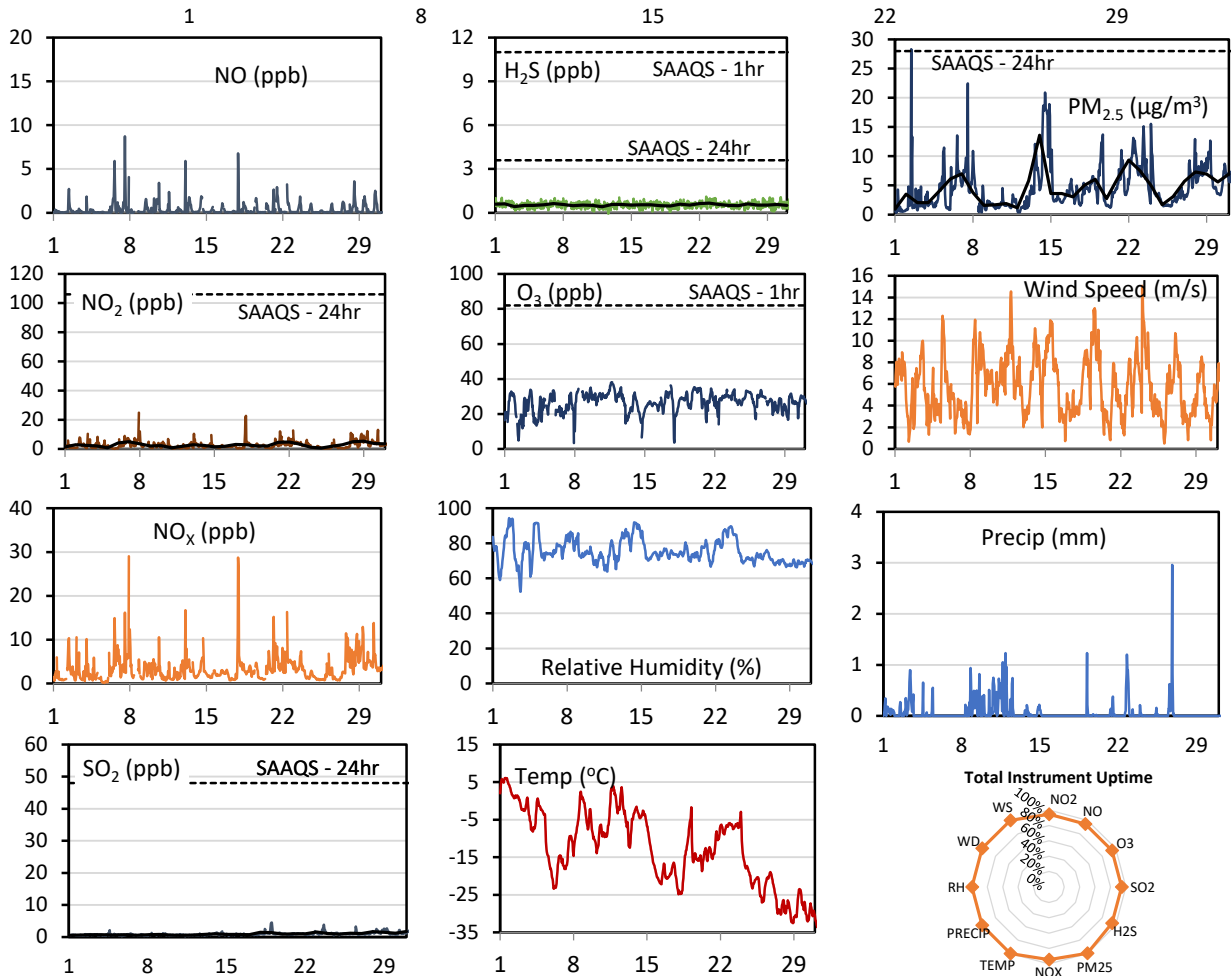 1 8 15 22 29
NO (ppb)
20
15
10
5
0
1 8 15 22 29
H2S (ppb)
SAAQS - 1hr
SAAQS - 24hr
12
9
6
3
0
1 8 15 22 29
SAAQS - 24hr
PM2.5 (µg/m³)
30
25
20
15
10
5
0
1 8 15 22 29
NO2 (ppb)
SAAQS - 24hr
120
100
80
60
40
20
0
1 8 15 22 29
O3 (ppb)
SAAQS - 1hr
100
80
60
40
20
0
1 8 15 22 29
Wind Speed (m/s)
16
14
12
10
8
6
4
2
0
1 8 15 22 29
NOX (ppb)
40
30
20
10
0
1 8 15 22 29
100
80
60
40
20
0
Relative Humidity (%)
1 8 15 22 29
Precip (mm)
4
3
2
1
0
1 8 15 22 29
SO2 (ppb)
SAAQS - 24hr
60
50
40
30
20
10
0
1 8 15 22 29
Temp (oC)
15
5
-5
-15
-25
-35
1 8 15 22 29
Total Instrument Uptime
100%
80%
60%
40%
20%
0%
NO2
NO
O3
SO2
H2S
PM25
NOX
TEMP
PRECIP
RH
WD
WS